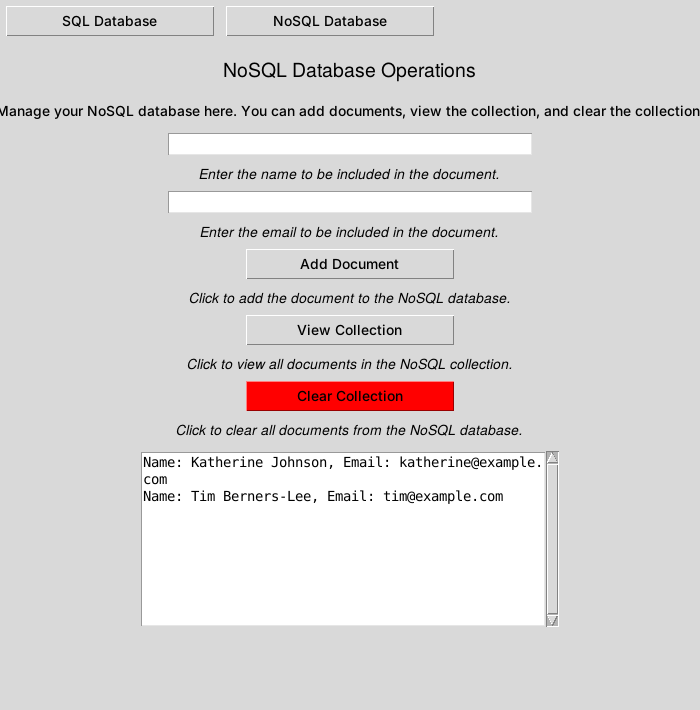 SQL Database NoSQL Database
NoSQL Database Operations
Manage your NoSQL database here. You can add documents, view the collection, and clear the collection
Enter the name to be included in the document.
Enter the email to be included in the document.
Add Document
Click to add the document to the NoSQL database.
View Collection
Click to view all documents in the NoSQL collection.
Clear Collection
Click to clear all documents from the NoSQL database.
Name: Katherine Johnson, Email: katherine@example.
com
Name: Tim Berners-Lee, Email: tim@example.com